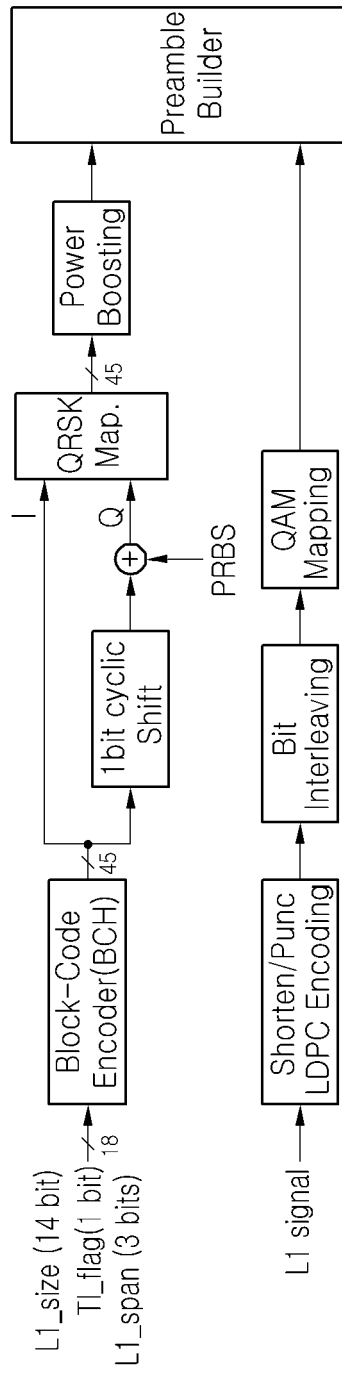 L1_size (14 bit)
TI_flag(1 bit)
L1_span (3 bits)
18
Block-Code
Encoder(BCH)
45
1bit cyclic
Shift
I
Q
PRBS
QRSK
Map.
45
Power
Boosting
Preamble
Builder
L1 signal
Shorten/Punc
LDPC Encoding
Bit
Interleaving
QAM
Mapping